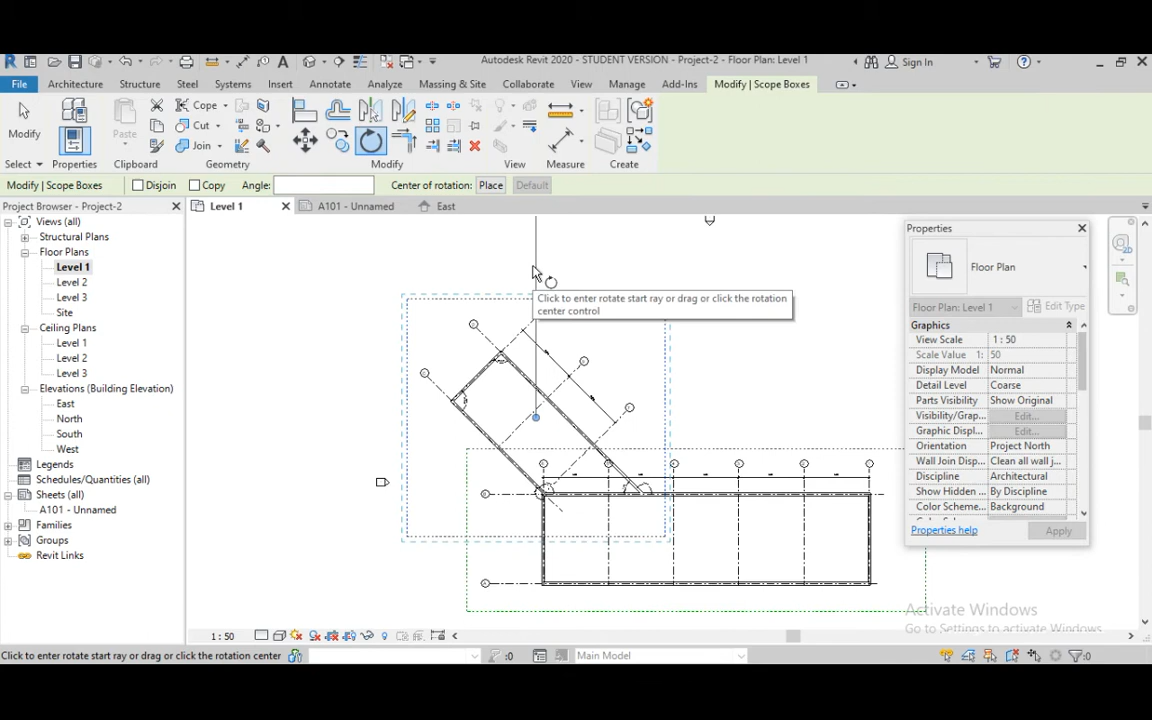 Autodesk Revit 2020 - STUDENT VERSION - Project-2 - Floor Plan: Level 1
Sign In
File Architecture Structure Steel Systems Insert Annotate Analyze Massing & Site Collaborate View Manage Add-Ins Modify | Scope Boxes
Modify
Paste
Cope
Cut
Join
Select Properties Clipboard Geometry Modify View Measure Create
Modify | Scope Boxes Disjoin Copy Angle: Center of rotation: Place Default
Project Browser - Project-2
Level 1
A101 - Unnamed
East
Views (all)
Structural Plans
Floor Plans
Level 1
Level 2
Level 3
Site
Ceiling Plans
Level 1
Level 2
Level 3
Elevations (Building Elevation)
East
North
South
West
Legends
Schedules/Quantities (all)
Sheets (all)
A101 - Unnamed
Families
Groups
Revit Links
Click to enter rotate start ray or drag or click the rotation
center control
Properties
Floor Plan
Floor Plan: Level 1
Edit Type
Graphics
View Scale 1 : 50
Scale Value 1: 50
Display Model Normal
Detail Level Coarse
Parts Visibility Show Original
Visibility/Grap... Edit...
Graphic Displ... Edit...
Orientation Project North
Wall Join Disp... Clean all wall j...
Discipline Architectural
Show Hidden ... By Discipline
Color Scheme... Background
Properties help
Apply
Activate Windows
Go to Settings to activate Windows.
1 : 50
Click to enter rotate start ray or drag or click the rotation center
:0
Main Model
:0